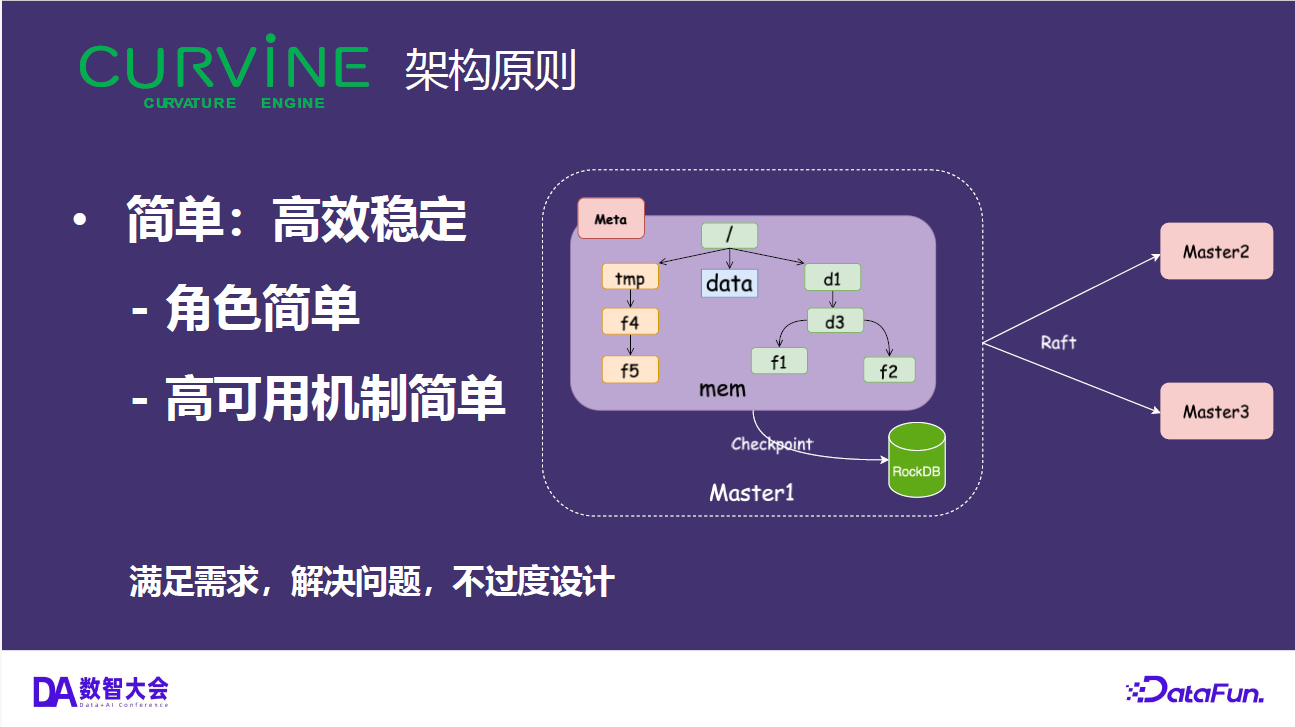 CURVINE 架构原则
CURVATURE ENGINE
• 简单：高效稳定
- 角色简单
- 高可用机制简单
满足需求，解决问题，不过度设计
Meta
/
tmp
data
d1
f4
d3
f5
f1
f2
mem
Checkpoint
RockDB
Master1
Raft
Master2
Master3
DA 数智大会
Data+AI Conference
DataFun.